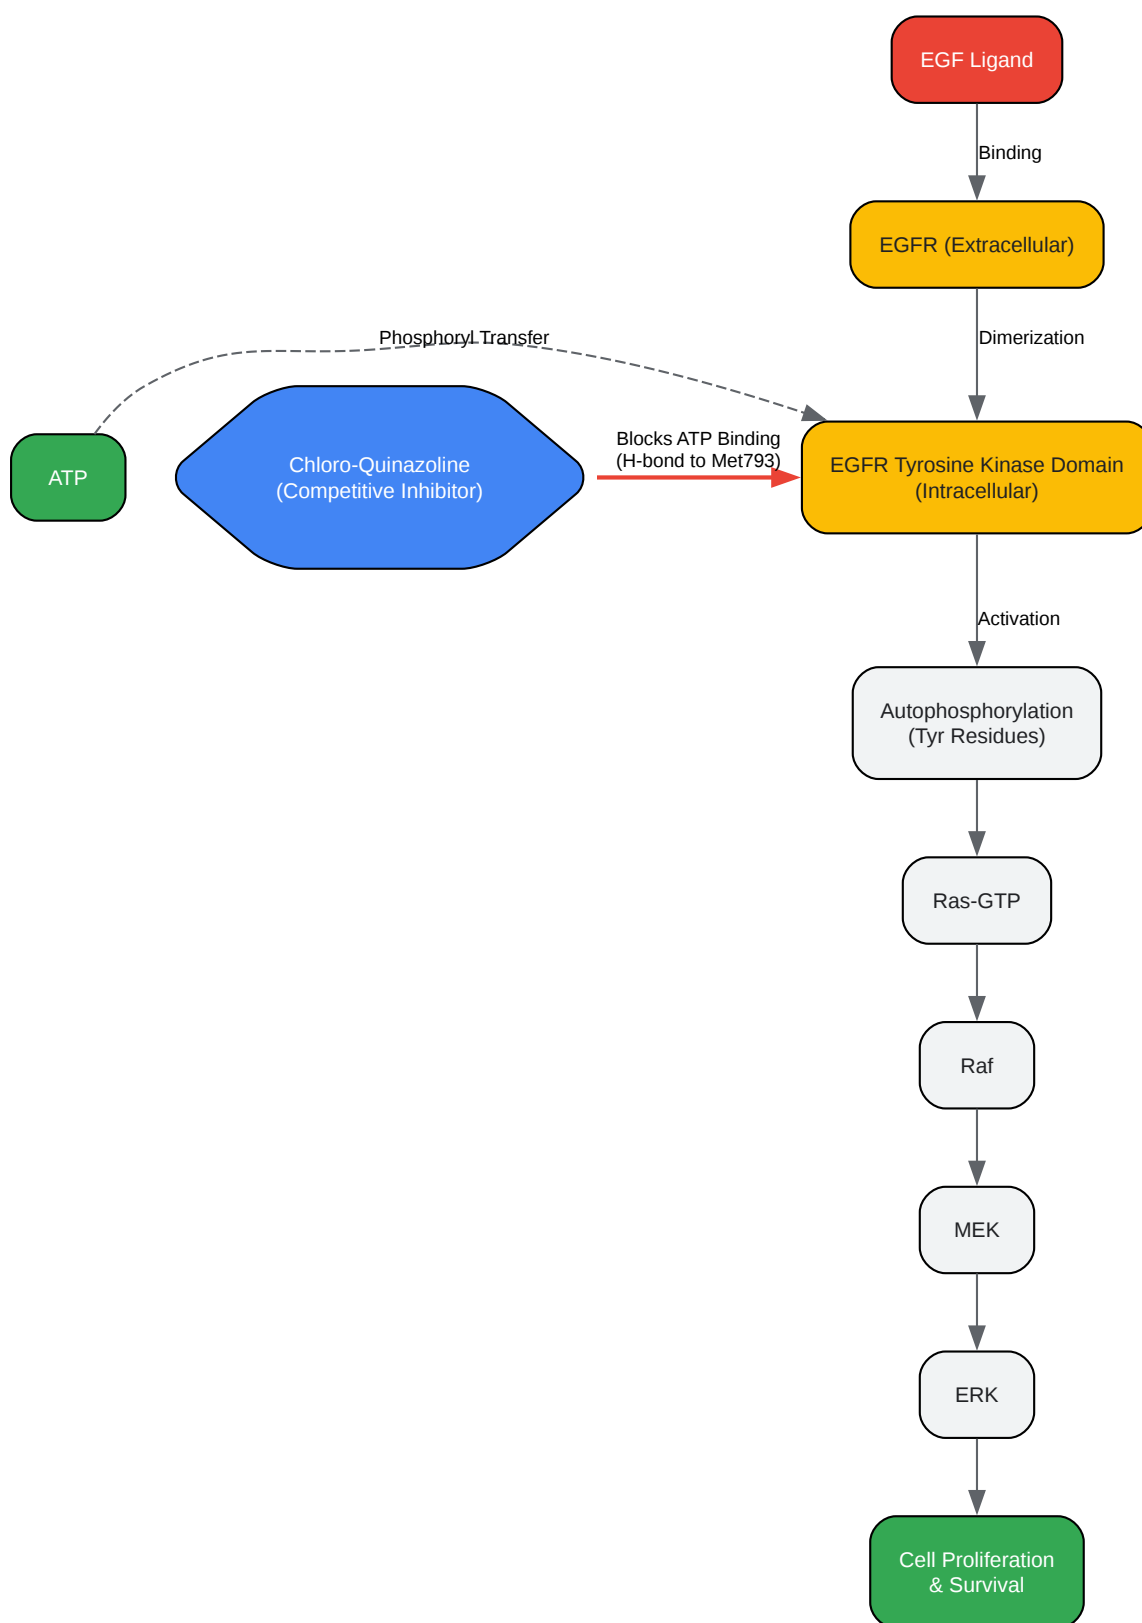 EGF Ligand
Binding
EGFR (Extracellular)
Phosphoryl Transfer
Dimerization
ATP
Chloro-Quinazoline
(Competitive Inhibitor)
Blocks ATP Binding
(H-bond to Met793)
EGFR Tyrosine Kinase Domain
(Intracellular)
Activation
Autophosphorylation
(Tyr Residues)
Ras-GTP
Raf
MEK
ERK
Cell Proliferation
& Survival